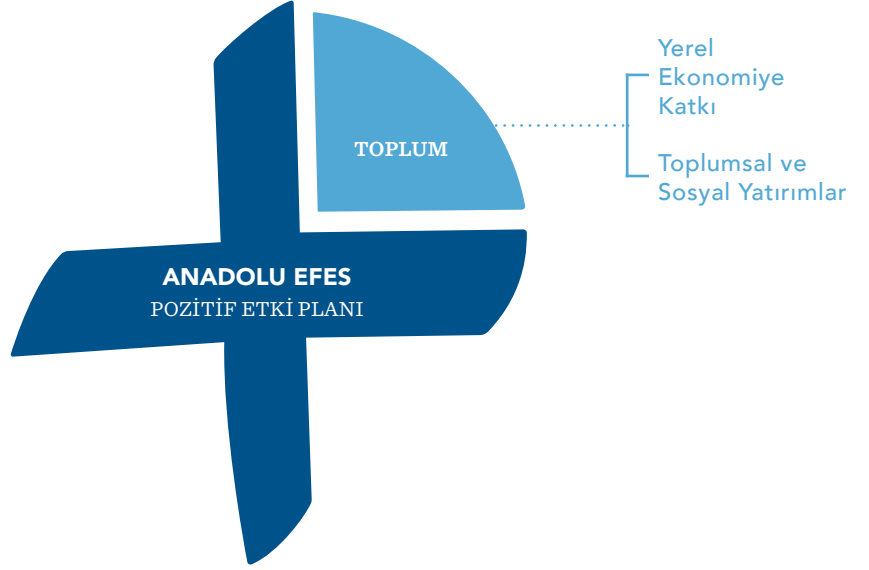 Yerel
Ekonomiye
Katkı
TOPLUM
Toplumsal ve
Sosyal Yatırımlar
ANADOLU EFES
POZİTİF ETKİ PLANI